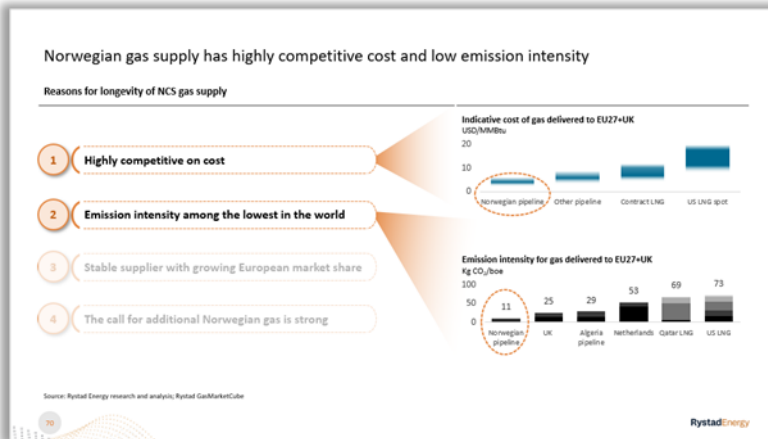 Norwegian gas supply has highly competitive cost and low emission intensity
Reasons for longevity of NCS gas supply
1 Highly competitive on cost
2 Emission intensity among the lowest in the world
3 Stable supplier with growing European market share
4 The call for additional Norwegian gas is strong
Indicative cost of gas delivered to EU27+UK
USD/MMBtu
20
10
0
Norwegian pipeline Other pipeline Contract LNG US LNG spot
Emission intensity for gas delivered to EU27+UK
Kg CO₂/boe
100
50
0
11 25 29 53 69 73
Norwegian pipeline UK Algeria pipeline Netherlands Qatar LNG US LNG
Source: Rystad Energy research and analysis; Rystad GasMarketCube
70
RystadEnergy